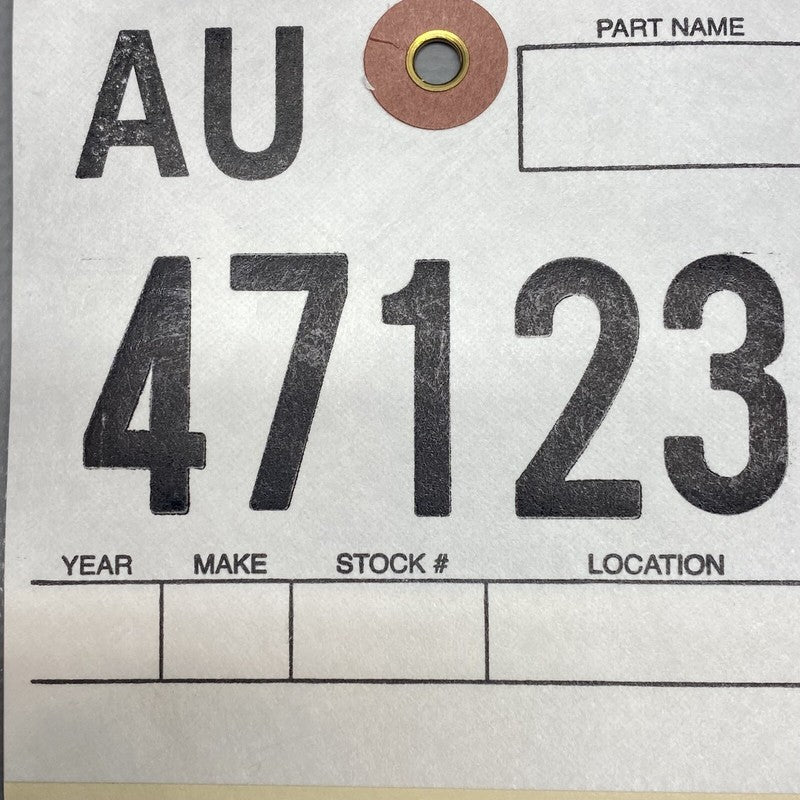 AU
PART NAME
47123
YEAR MAKE STOCK # LOCATION